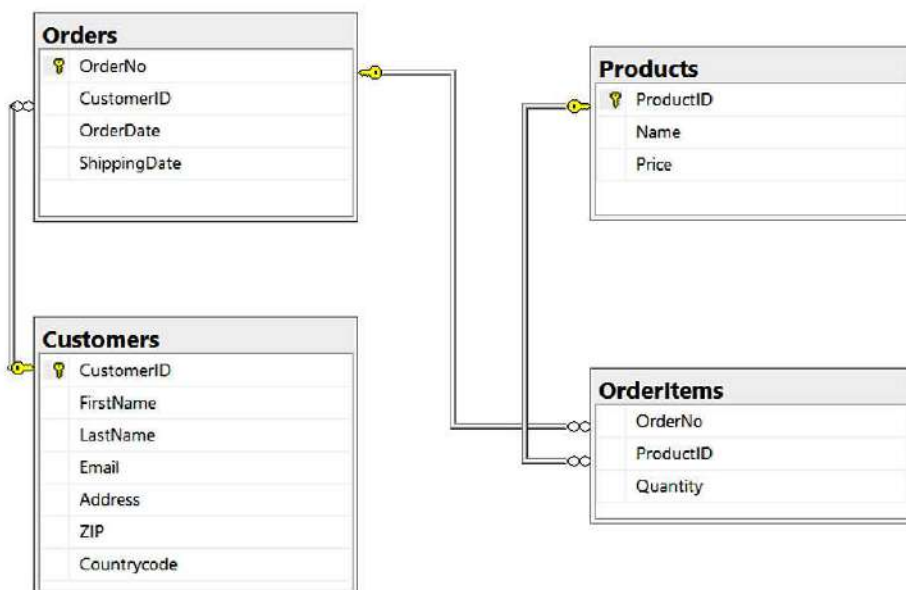 Orders
OrderNo
CustomerID
OrderDate
ShippingDate
Products
ProductID
Name
Price
Customers
CustomerID
FirstName
LastName
Email
Address
ZIP
Countrycode
OrderItems
OrderNo
ProductID
Quantity